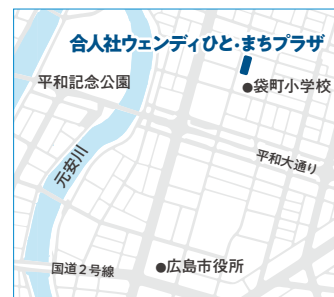 合人社ウェンディひと・まちプラザ
平和記念公園
●袋町小学校
元安川
平和大通り
国道2号線
●広島市役所